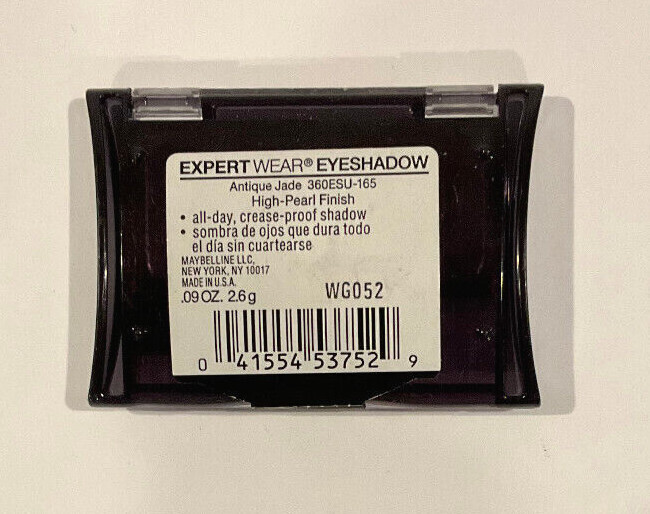 EXPERT WEAR® EYESHADOW
Antique Jade 360ESU-165
High-Pearl Finish
• all-day, crease-proof shadow
• sombra de ojos que dura todo
el día sin cuartearse
MAYBELLINE LLC,
NEW YORK, NY 10017
MADE IN U.S.A.
.09 OZ. 2.6g WG052
0 41554 53752 9